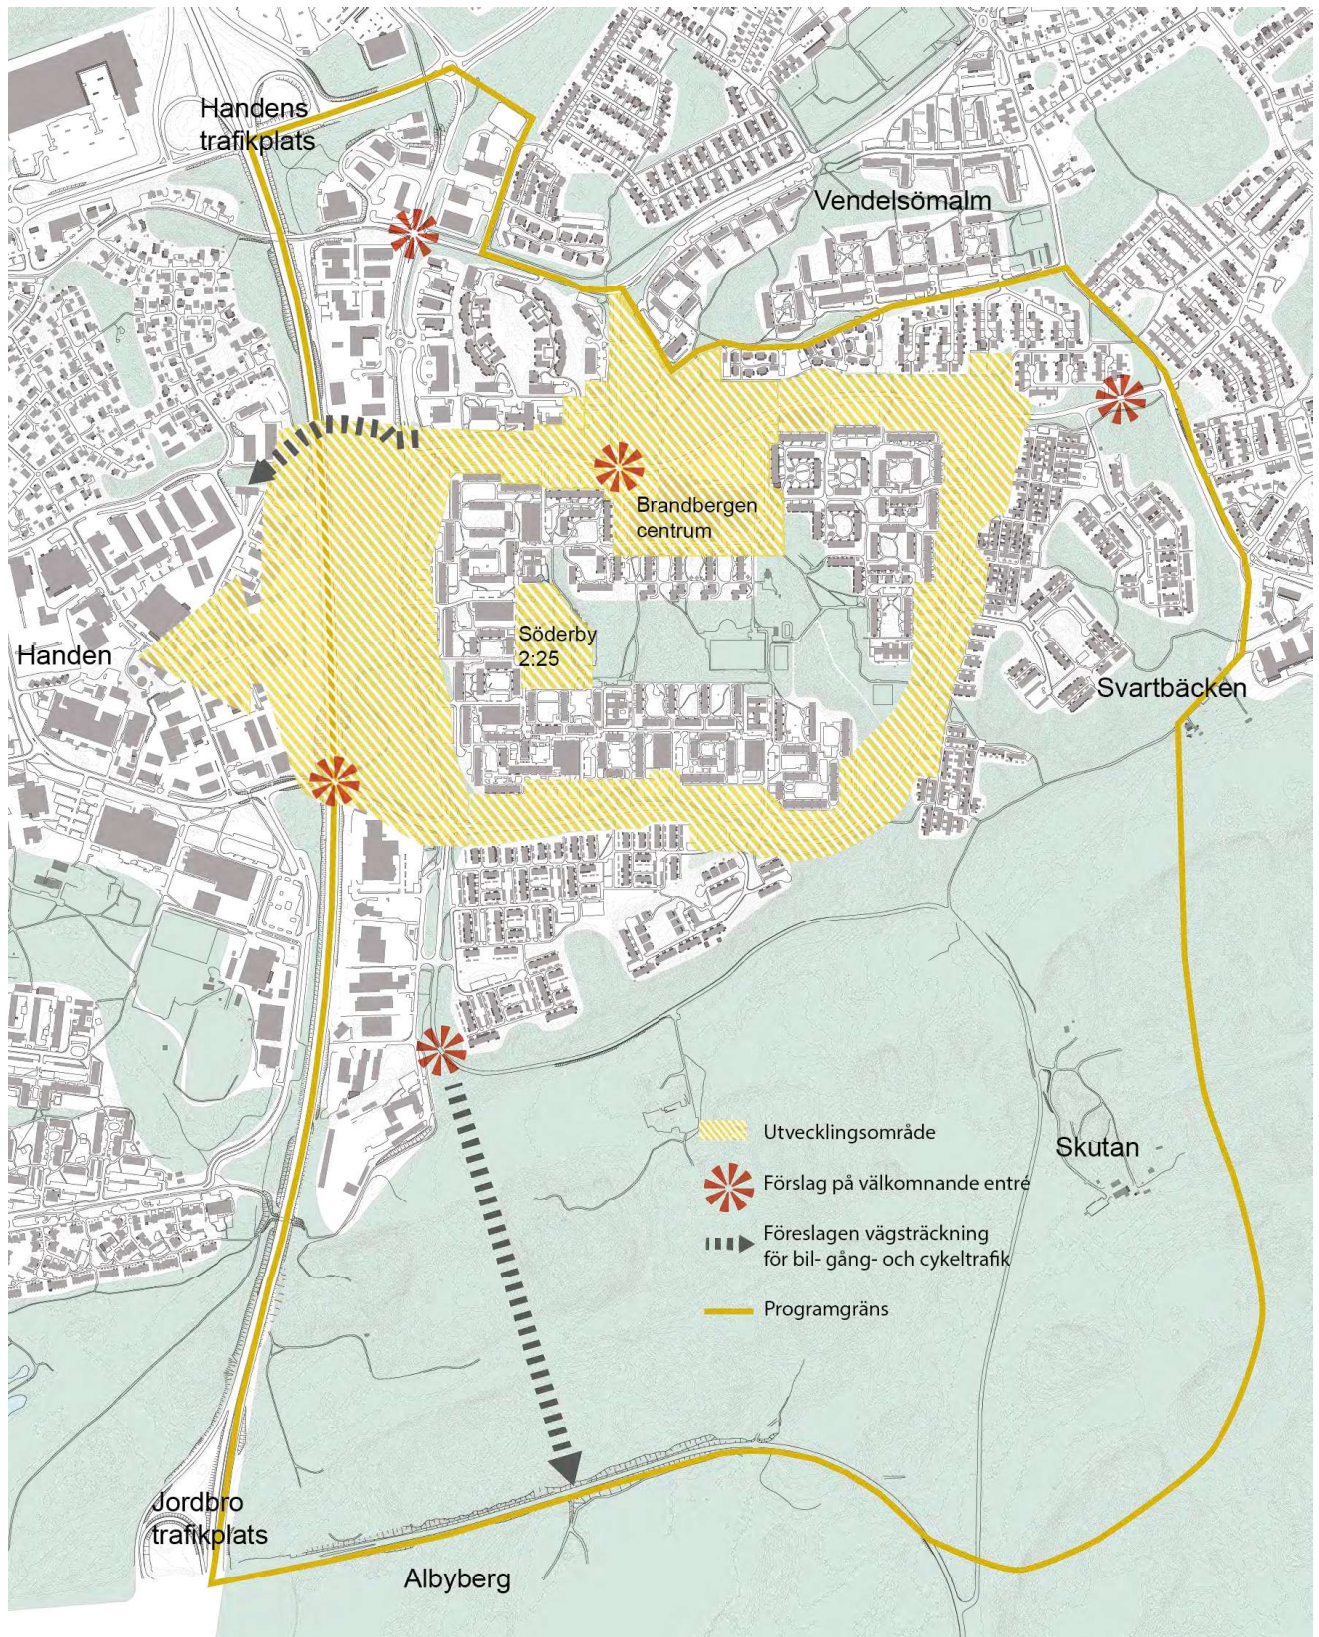 Handens
trafikplats
Vendelsömalm
Brandbergen
centrum
Söderby
2:25
Handen
Svartbäcken
Utvecklingsområde
Skutan
Förslag på välkomnande entré
Föreslagen vägsträckning
för bil- gång- och cykeltrafik
Programgräns
Jordbro
trafikplats
Albyberg